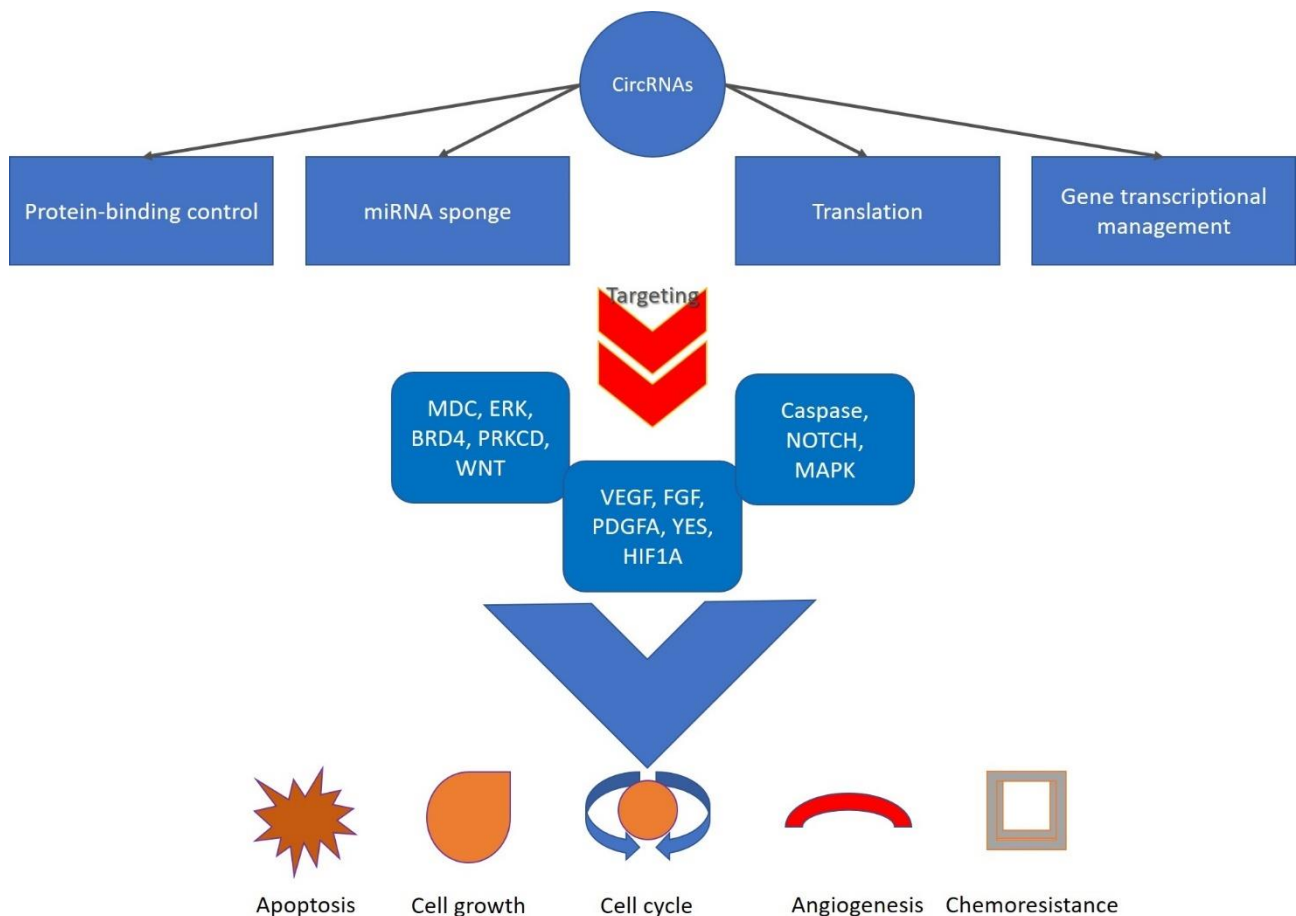 CircRNAs
Protein-binding control
miRNA sponge
Translation
Gene transcriptional
management
Targeting
MDC, ERK,
BRD4, PRKCD,
WNT
Caspase,
NOTCH,
MAPK
VEGF, FGF,
PDGFA, YES,
HIF1A
Apoptosis
Cell growth
Cell cycle
Angiogenesis
Chemoresistance